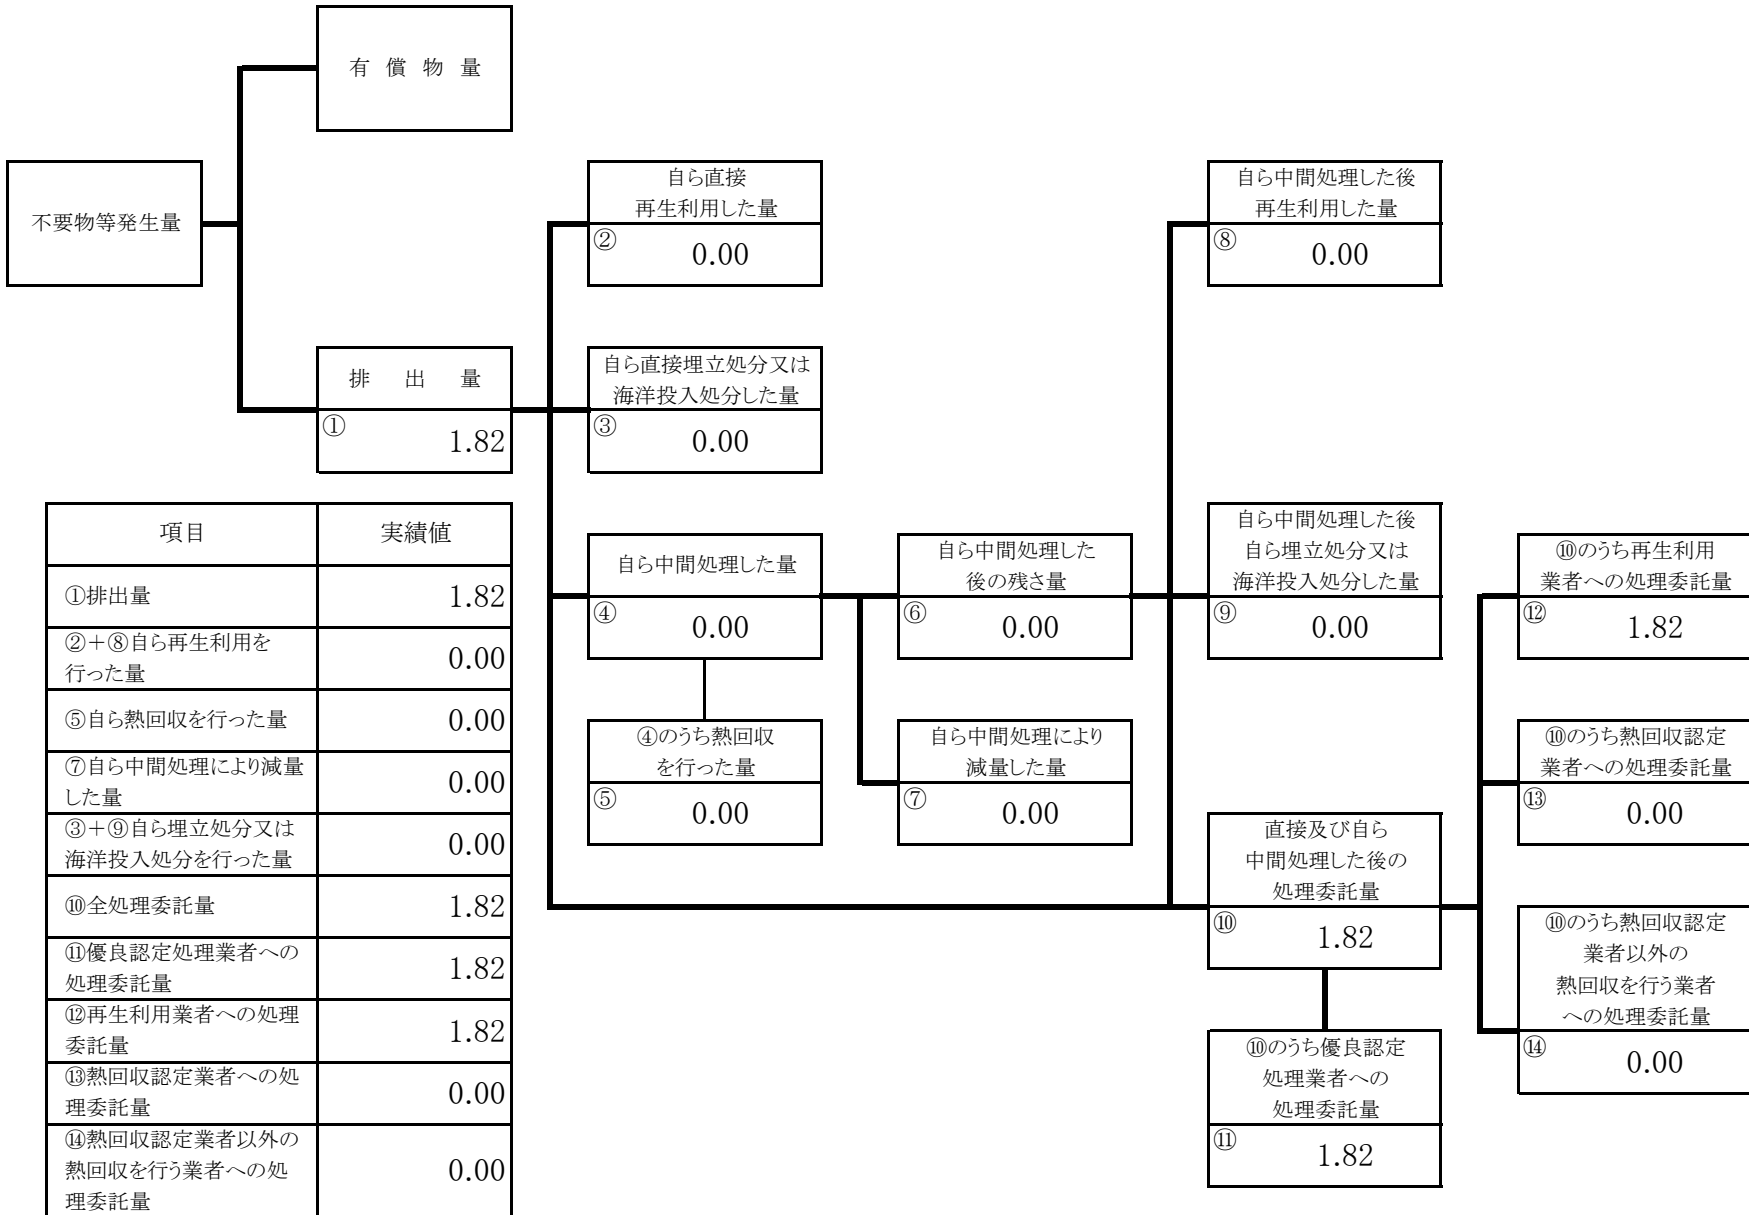 有 償 物 量
不要物等発生量
排 出 量
① 1.82
自ら直接
再生利用した量
② 0.00
自ら直接埋立処分又は
海洋投入処分した量
③ 0.00
自ら中間処理した量
④ 0.00
④のうち熱回収
を行った量
⑤ 0.00
自ら中間処理した
後の残さ量
⑥ 0.00
自ら中間処理により
減量した量
⑦ 0.00
自ら中間処理した後
再生利用した量
⑧ 0.00
自ら中間処理した後
自ら埋立処分又は
海洋投入処分した量
⑨ 0.00
直接及び自ら
中間処理した後の
処理委託量
⑩ 1.82
⑩のうち優良認定
処理業者への
処理委託量
⑪ 1.82
⑩のうち再生利用
業者への処理委託量
⑫ 1.82
⑩のうち熱回収認定
業者への処理委託量
⑬ 0.00
⑩のうち熱回収認定
業者以外の
熱回収を行う業者
への処理委託量
⑭ 0.00
項目 実績値
①排出量 1.82
②＋⑧自ら再生利用を
行った量 0.00
⑤自ら熱回収を行った量 0.00
⑦自ら中間処理により減量
した量 0.00
③＋⑨自ら埋立処分又は
海洋投入処分を行った量 0.00
⑩全処理委託量 1.82
⑪優良認定処理業者への
処理委託量 1.82
⑫再生利用業者への処理
委託量 1.82
⑬熱回収認定業者への処
理委託量 0.00
⑭熱回収認定業者以外の
熱回収を行う業者への処
理委託量 0.00